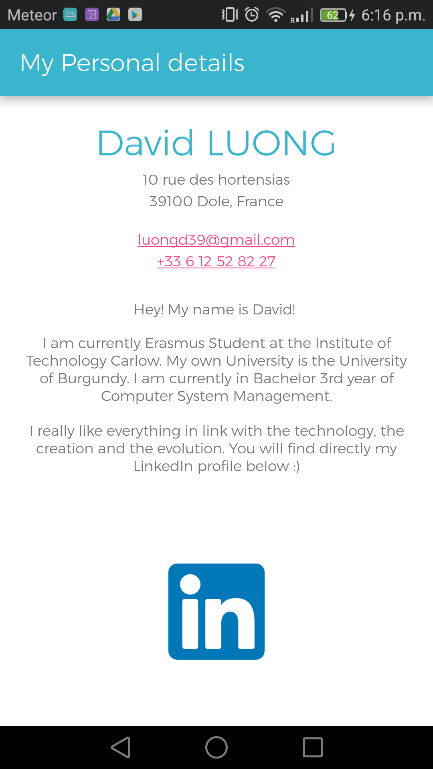 Meteor 62 6:16 p.m.
My Personal details
David LUONG
10 rue des hortensias
39100 Dole, France
luongd39@gmail.com
+33 6 12 52 82 27
Hey! My name is David!
I am currently Erasmus Student at the Institute of
Technology Carlow. My own University is the University
of Burgundy. I am currently in Bachelor 3rd year of
Computer System Management.
I really like everything in link with the technology, the
creation and the evolution. You will find directly my
LinkedIn profile below :)
in